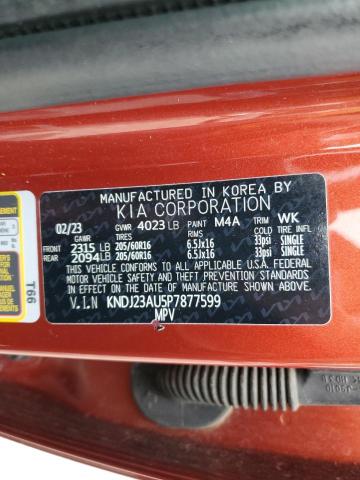 MANUFACTURED IN KOREA BY
KIA CORPORATION
02/23 GVWR 4023 LB PAINT M4A TRIM WK
GAWR TIRES RIMS COLD TIRE INFL.
FRONT 2315 LB 205/60R16 6.5Jx16 33psi SINGLE
REAR 2094 LB 205/60R16 6.5Jx16 33psi SINGLE
THIS VEHICLE CONFORMS TO ALL APPLICABLE FEDERAL
MOTOR VEHICLE SAFETY AND THEFT PREVENTION STANDARDS
IN EFFECT ON THE DATE OF MANUFACTURE SHOWN ABOVE.
V.I.N KNDJ23AU5P7877599
MPV
T66